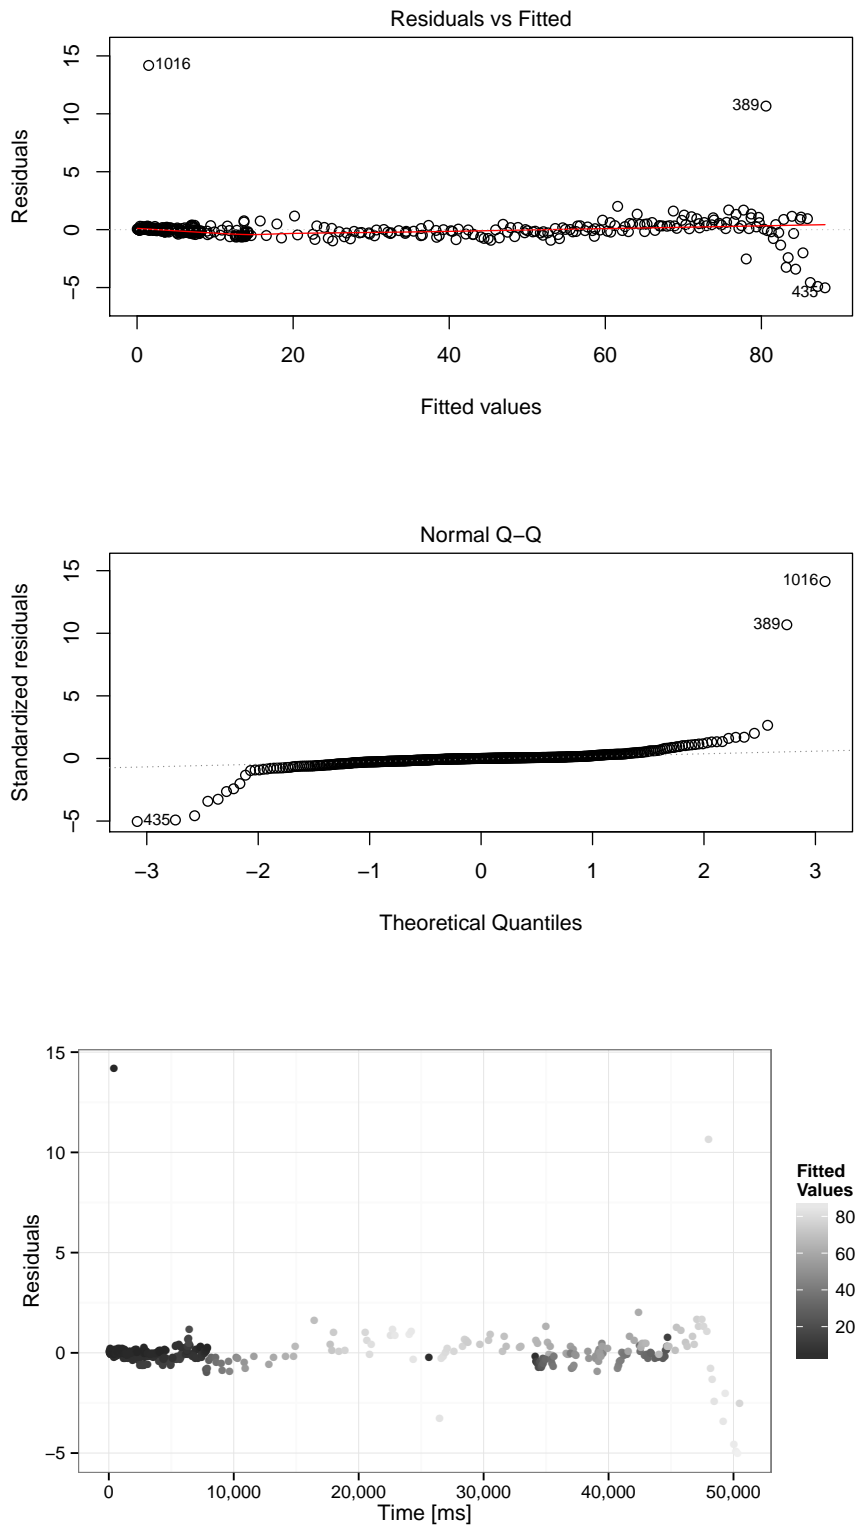 Residuals vs Fitted
15
10
5
0
−5
Residuals
1016
389
435
0 20 40 60 80
Fitted values
Normal Q−Q
15
10
5
0
−5
Standardized residuals
1016
389
435
−3 −2 −1 0 1 2 3
Theoretical Quantiles
15
10
5
0
−5
Residuals
0 10,000 20,000 30,000 40,000 50,000
Time [ms]
Fitted
Values
80
60
40
20